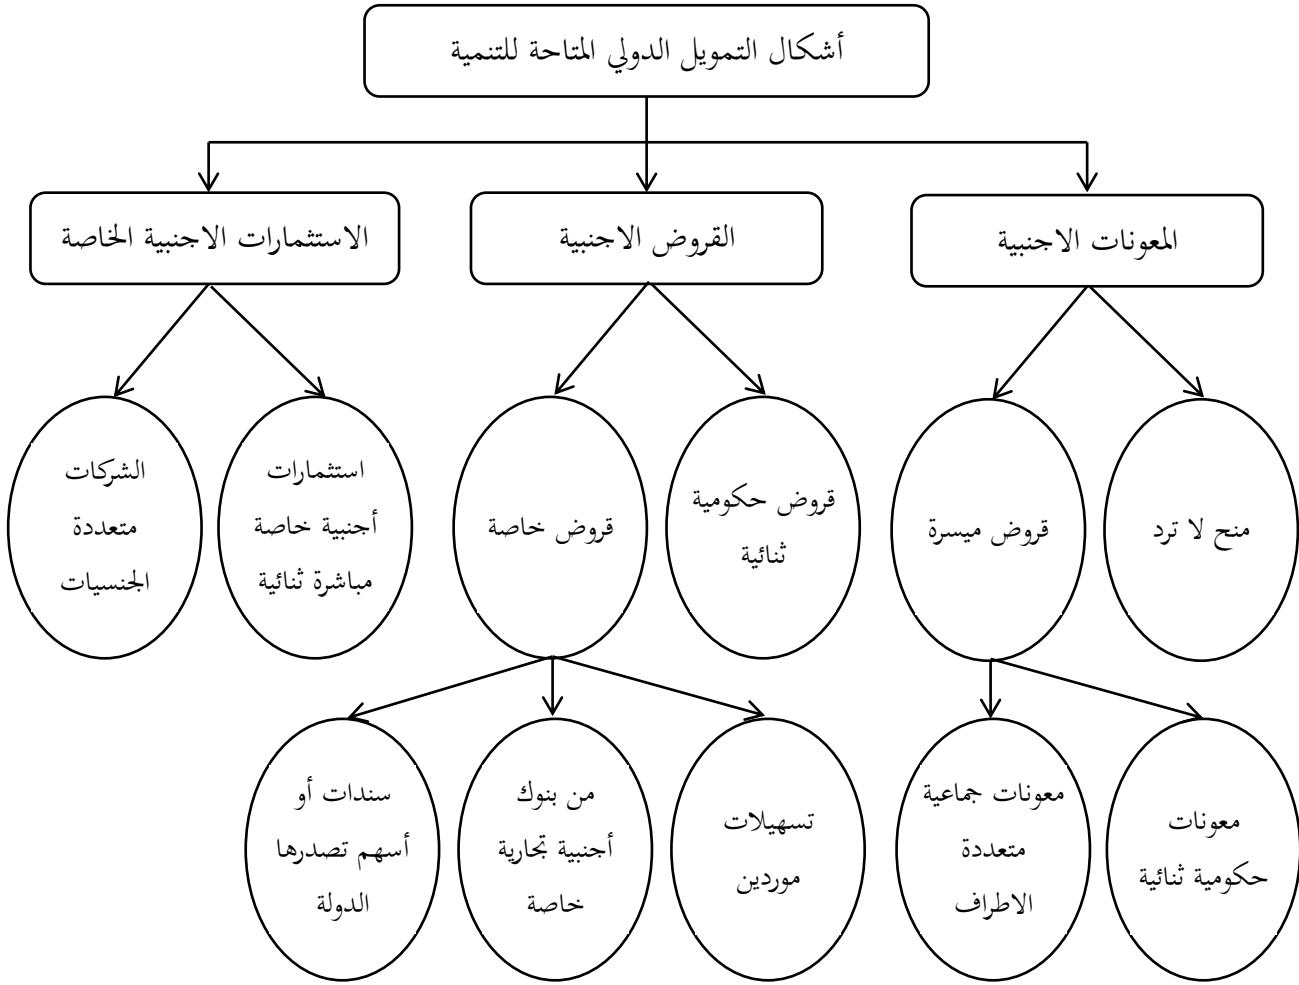 أشكال التمويل الدولي المتاحة للتنمية
المعونات الاجنبية
القروض الاجنبية
الاستثمارات الاجنبية الخاصة
منح لا ترد
قروض ميسرة
قروض حكومية
ثنائية
قروض خاصة
استثمارات
أجنبية خاصة
مباشرة ثنائية
الشركات
متعددة
الجنسيات
معونات
حكومية ثنائية
معونات جماعية
متعددة
الاطراف
تسهيلات
موردين
من بنوك
أجنبية تجارية
خاصة
سندات أو
أسهم تصدرها
الدولة